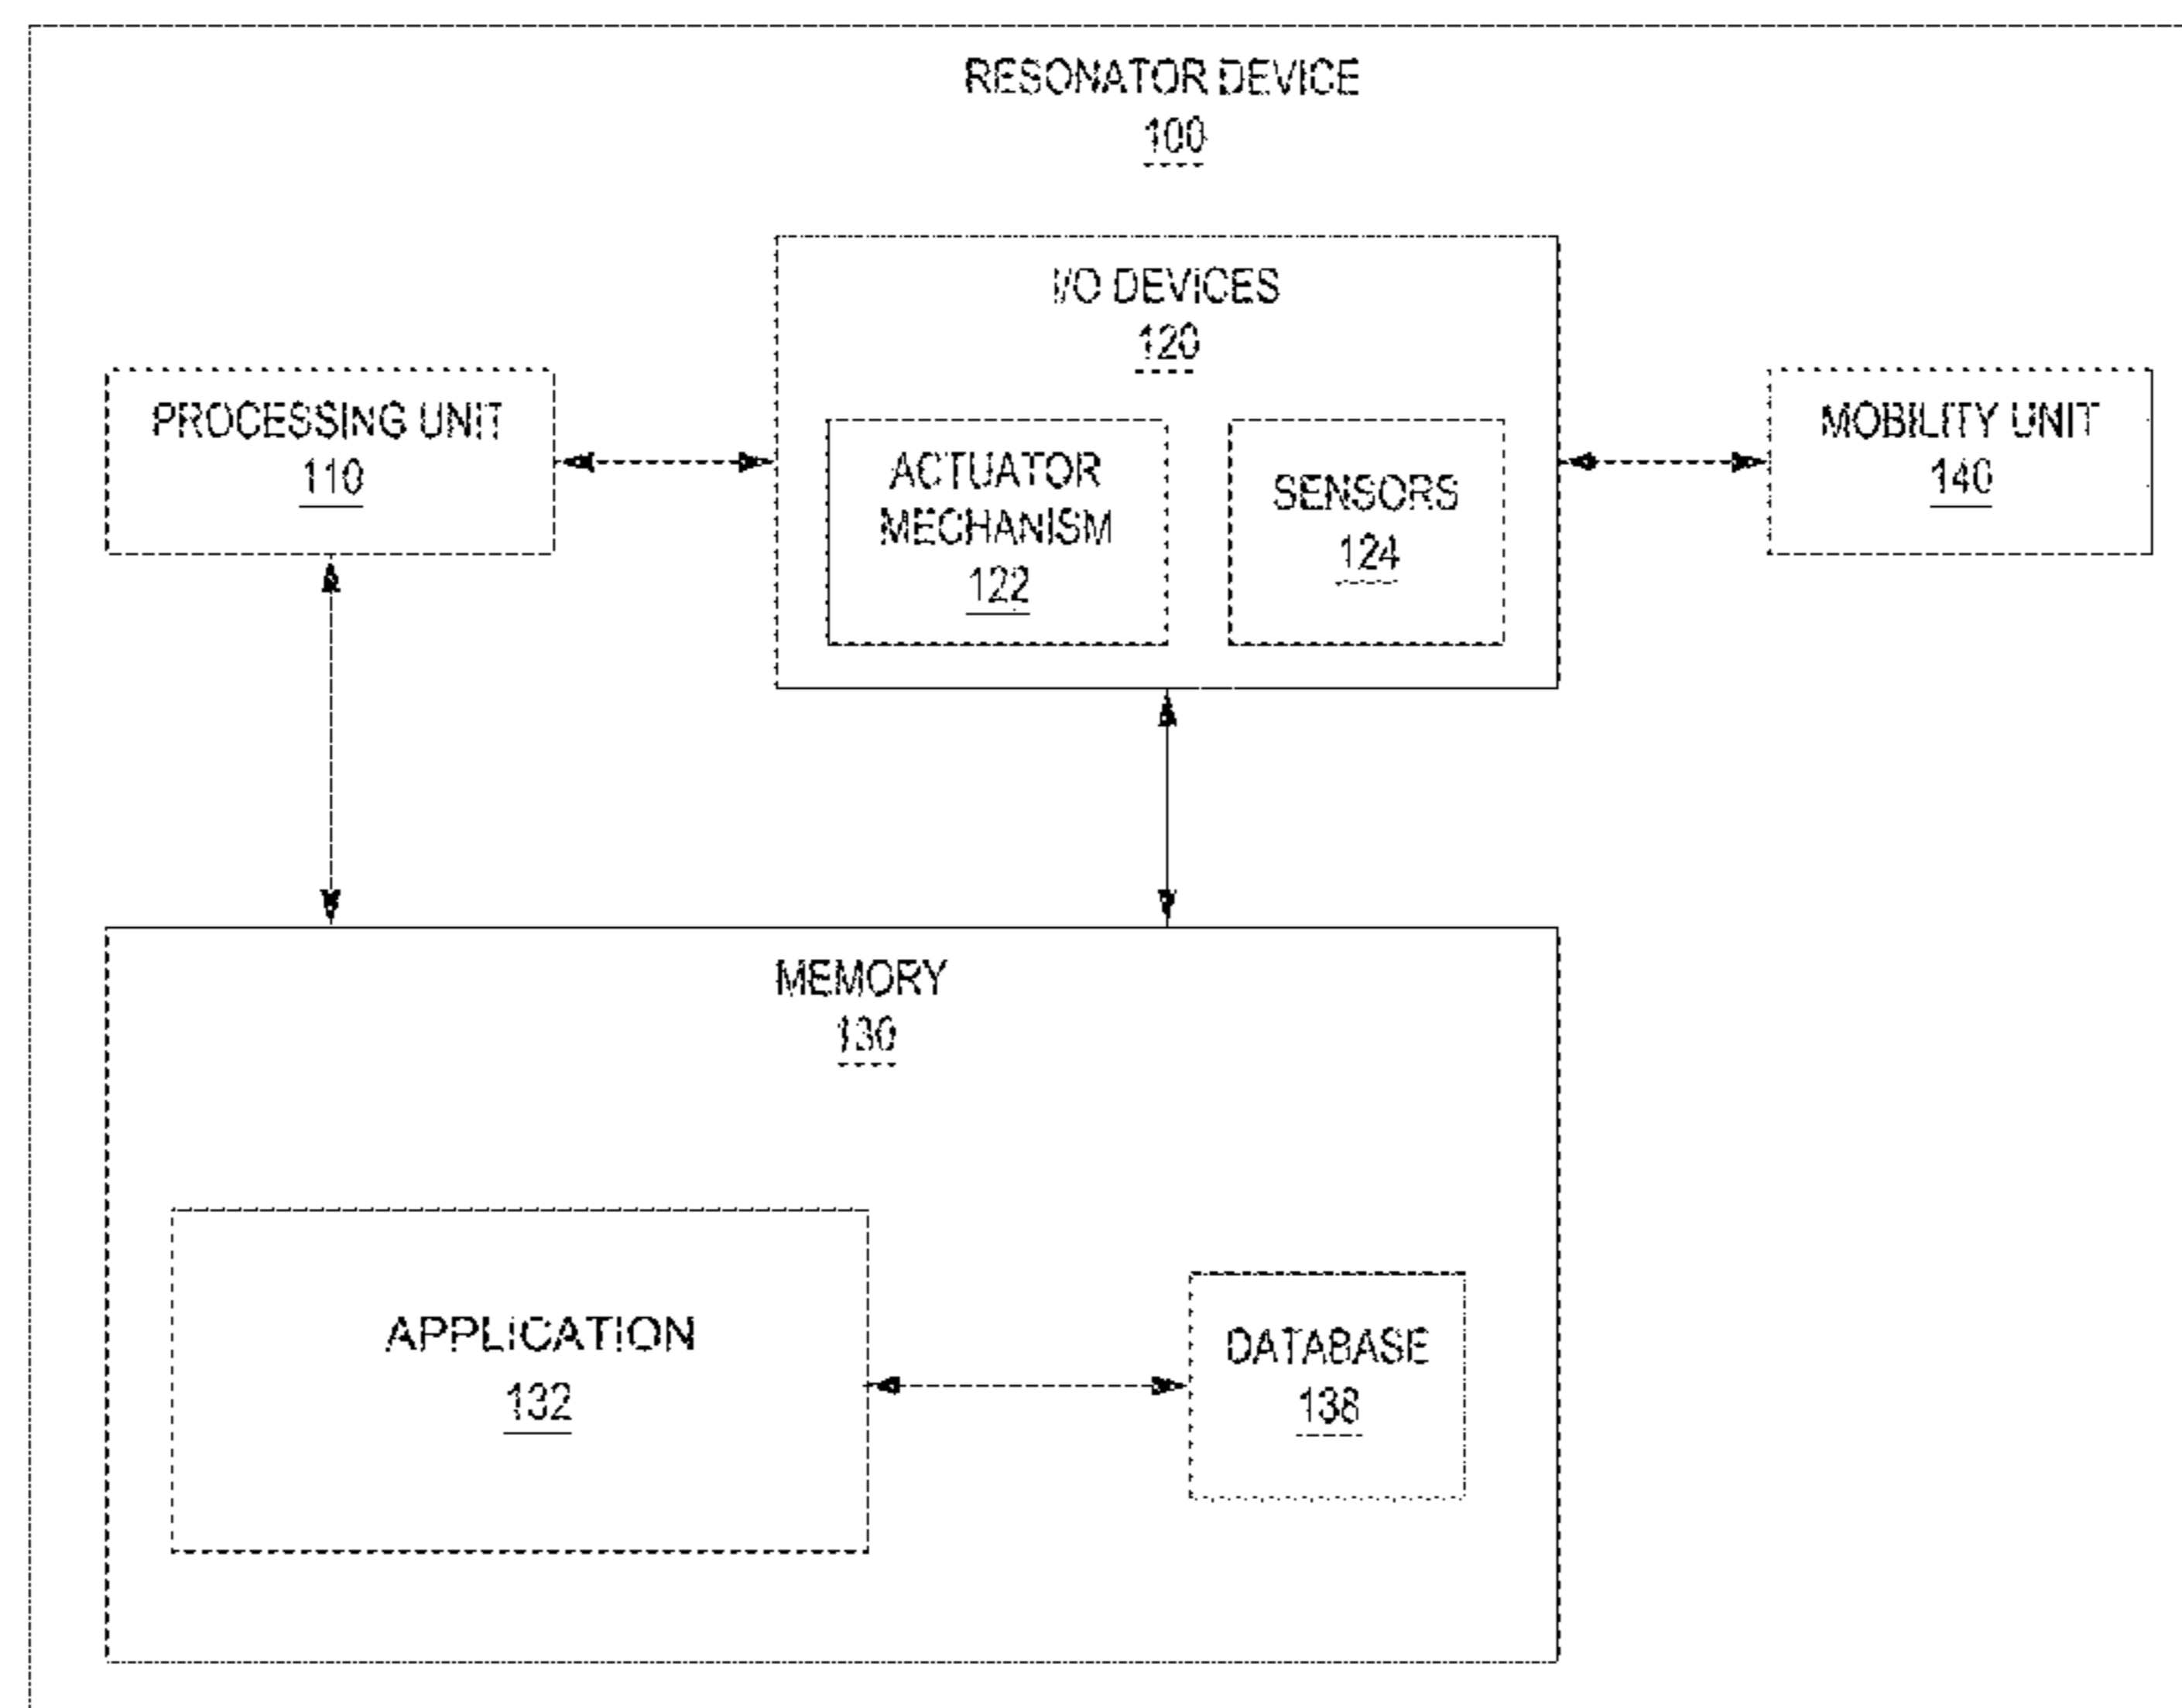 RESONATOR DEVICE
100
I/O DEVICES
120
PROCESSING UNIT
110
ACTUATOR
MECHANISM
122
SENSORS
124
MOBILITY UNIT
140
MEMORY
130
APPLICATION
132
DATABASE
138